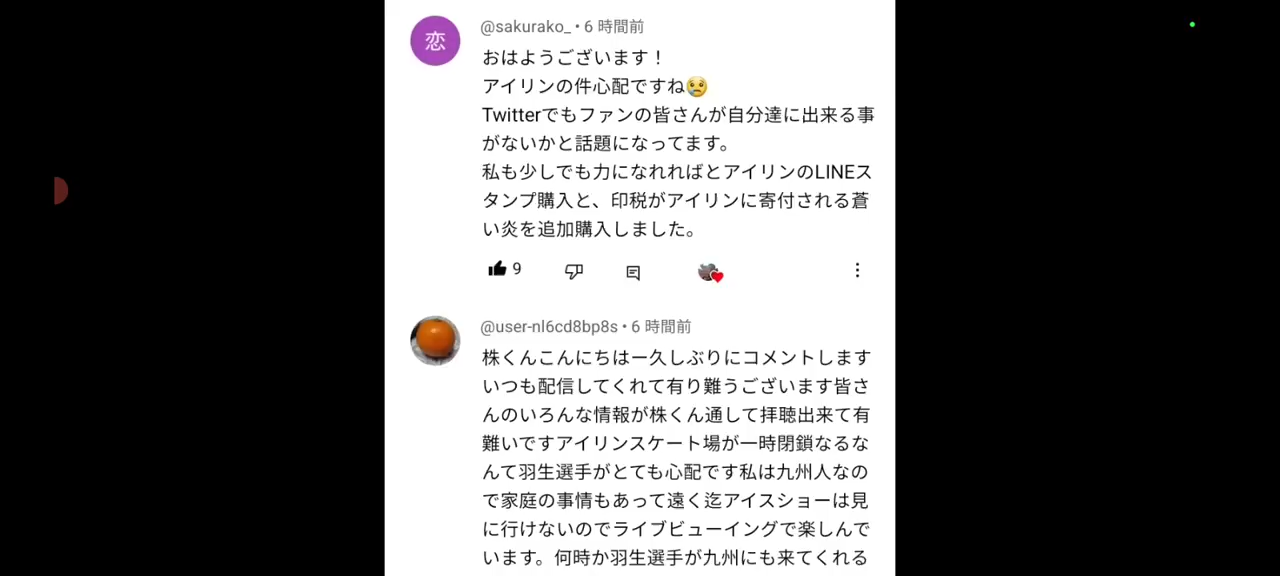 恋
@sakurako_ • 6 時間前
おはようございます！
アイリンの件心配ですね😢
Twitterでもファンの皆さんが自分達に出来る事
がないかと話題になってます。
私も少しでも力になれればとアイリンのLINEス
タンプ購入と、印税がアイリンに寄付される蒼
い炎を追加購入しました。
9
@user-nl6cd8bp8s • 6 時間前
株くんこんにちはー久しぶりにコメントします
いつも配信してくれて有り難うございます皆さ
んのいろんな情報が株くん通して拝聴出来て有
難いですアイリンスケート場が一時閉鎖なるな
んて羽生選手がとても心配です私は九州人なの
で家庭の事情もあって遠く迄アイスショーは見
に行けないのでライブビューイングで楽しんで
います。何時か羽生選手が九州にも来てくれる